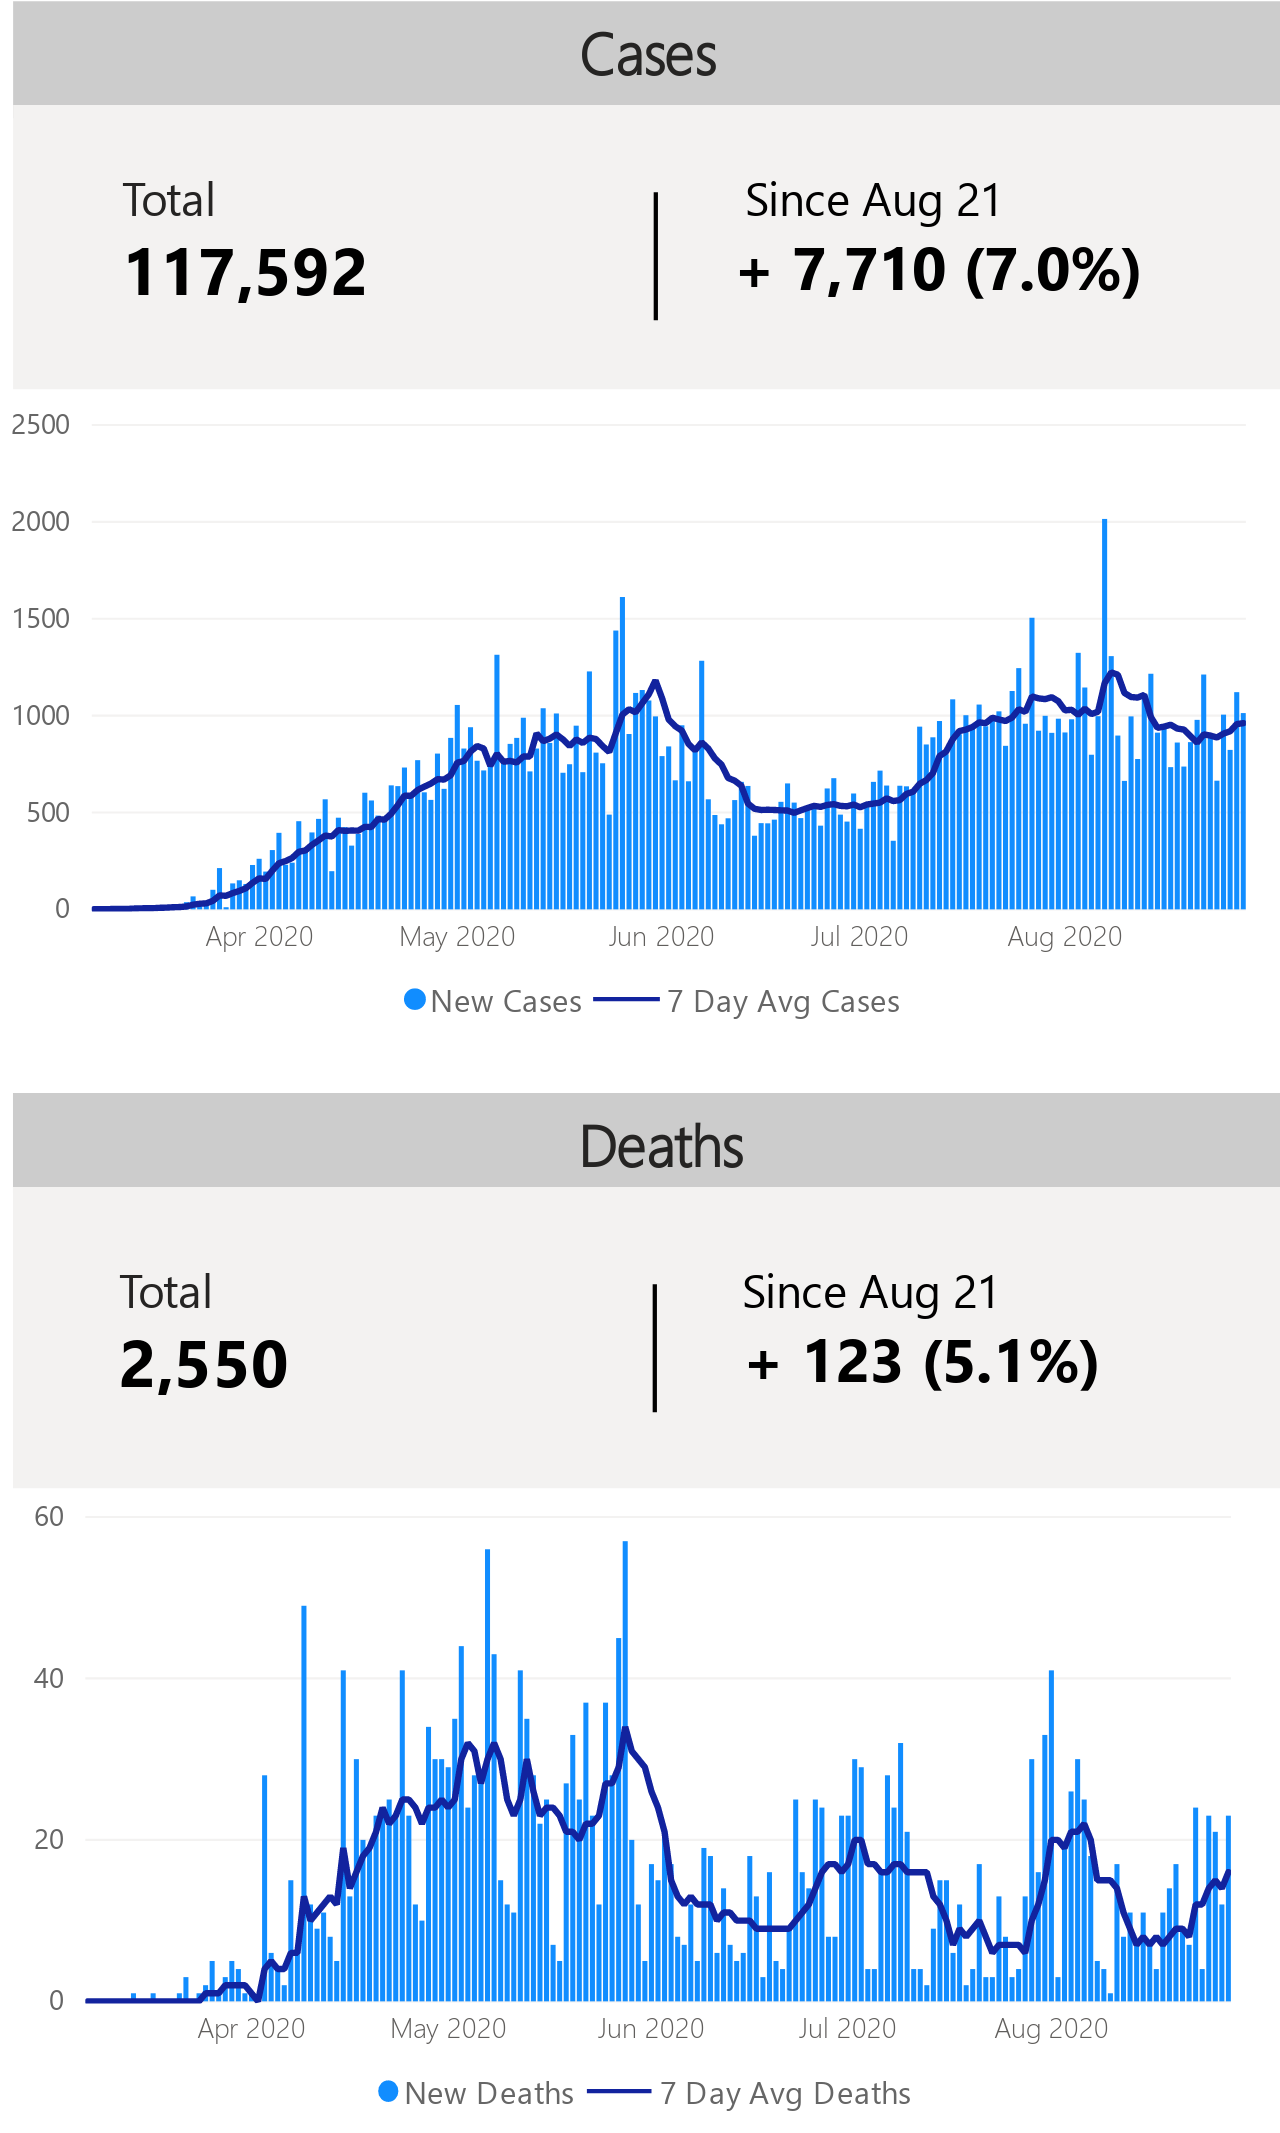 Cases
Total
117,592
Since Aug 21
+ 7,710 (7.0%)
2500
2000
1500
1000
500
0
Apr 2020 May 2020 Jun 2020 Jul 2020 Aug 2020
New Cases 7 Day Avg Cases
Deaths
Total
2,550
Since Aug 21
+ 123 (5.1%)
60
40
20
0
Apr 2020 May 2020 Jun 2020 Jul 2020 Aug 2020
New Deaths 7 Day Avg Deaths